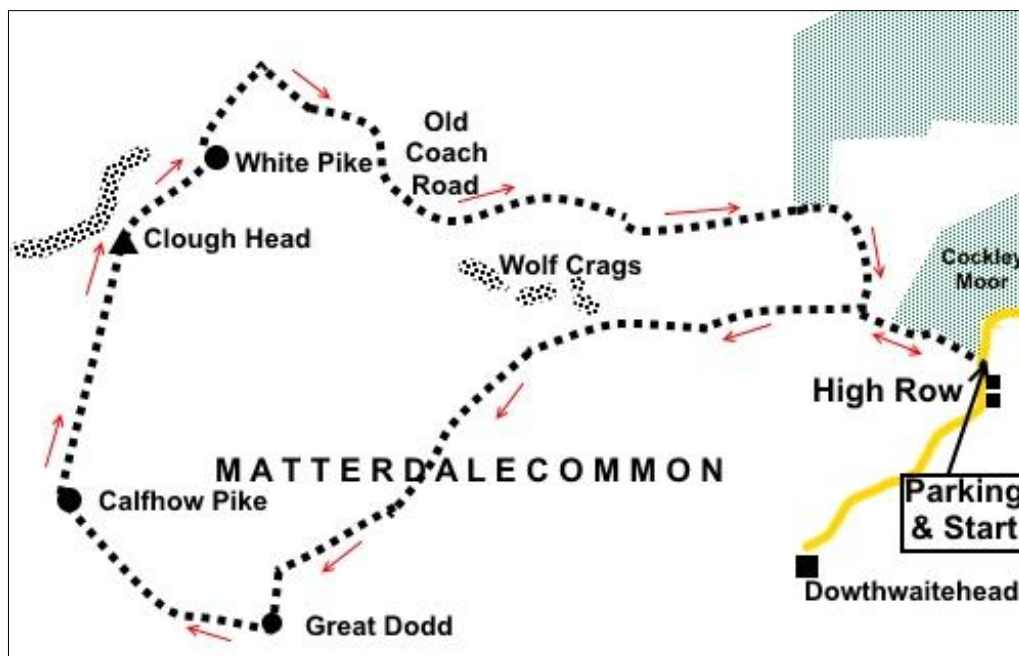 Old
Coach
Road
White Pike
Clough Head
Wolf Crags
Cockley
Moor
High Row
MATTERDALECOMMON
Calfhow Pike
Parking
& Start
Dowthwaitehead
Great Dodd